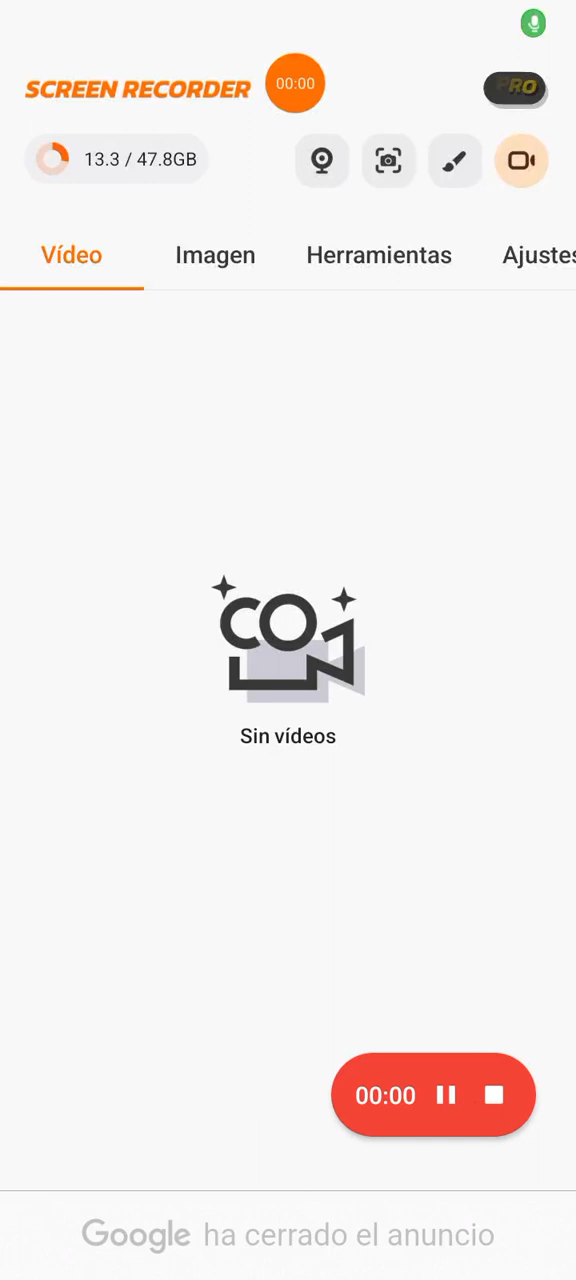 SCREEN RECORDER
00:00
PRO
13.3 / 47.8GB
Vídeo
Imagen
Herramientas
Ajustes
Sin vídeos
00:00
Google ha cerrado el anuncio